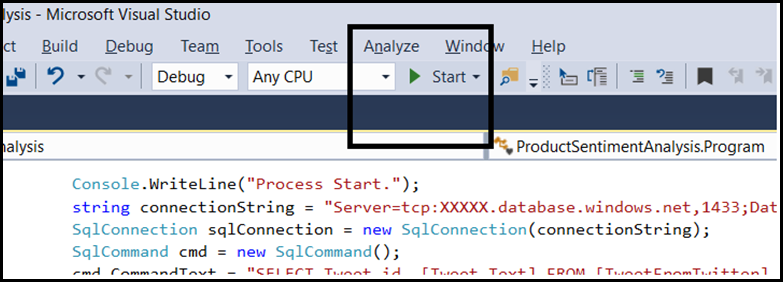 lysis - Microsoft Visual Studio
ct Build Debug Team Tools Test Analyze Window Help
Debug Any CPU Start
nalysis ProductSentimentAnalysis.Program
Console.WriteLine("Process Start.");
string connectionString = "Server=tcp:XXXXX.database.windows.net,1433;Dat
SqlConnection sqlConnection = new SqlConnection(connectionString);
SqlCommand cmd = new SqlCommand();
cmd.CommandText = "SELECT Tweet_id, [Tweet_Text] FROM [TweetFromTwitter]